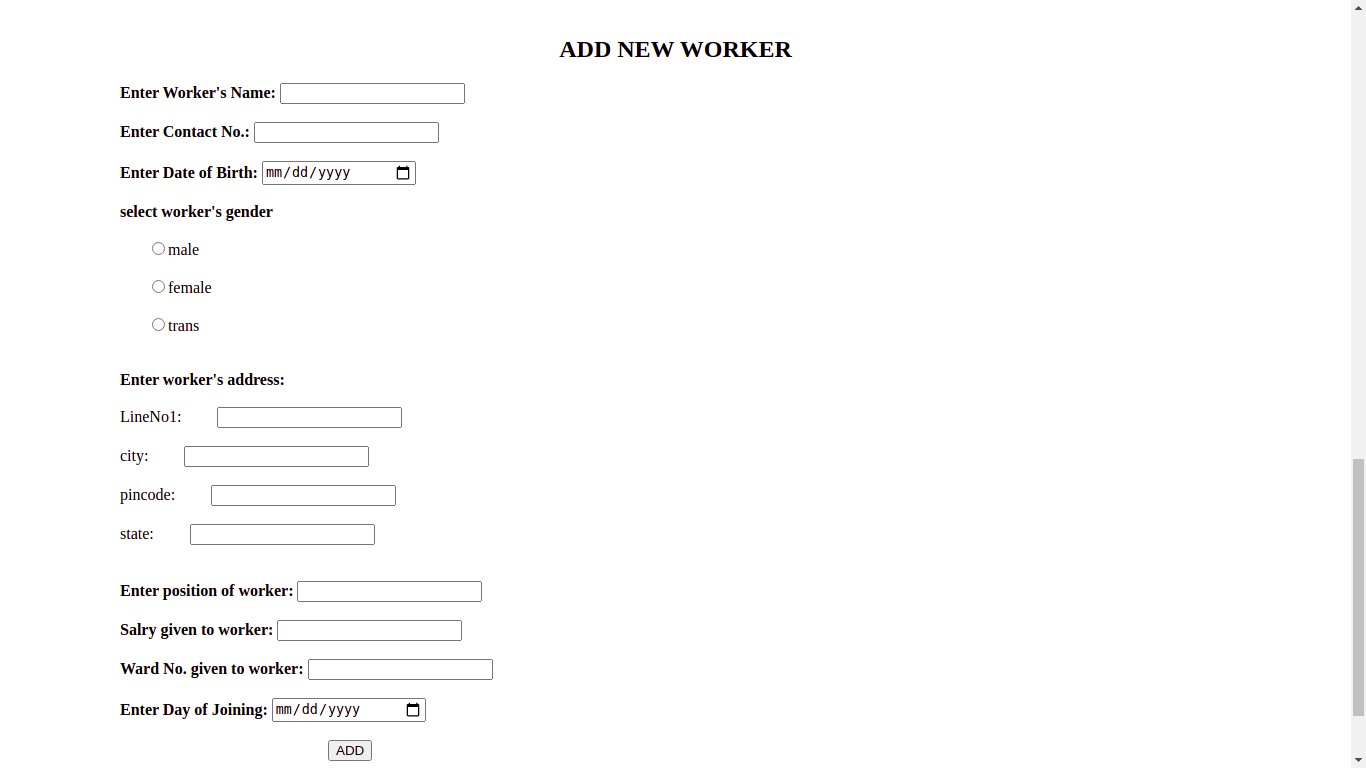 ADD NEW WORKER
Enter Worker's Name:
Enter Contact No.:
Enter Date of Birth: mm/dd/yyyy
select worker's gender
male
female
trans
Enter worker's address:
LineNo1:
city:
pincode:
state:
Enter position of worker:
Salry given to worker:
Ward No. given to worker:
Enter Day of Joining: mm/dd/yyyy
ADD